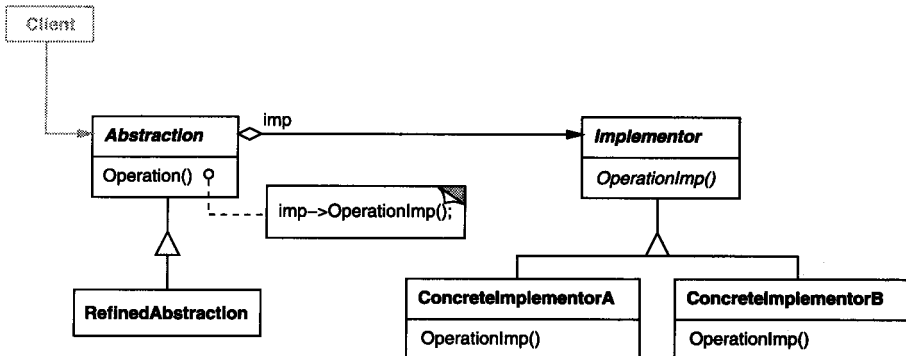 Client
imp
Abstraction
Implementor
Operation()
OperationImp()
imp->OperationImp();
RefinedAbstraction
ConcreteImplementorA
ConcreteImplementorB
OperationImp()
OperationImp()